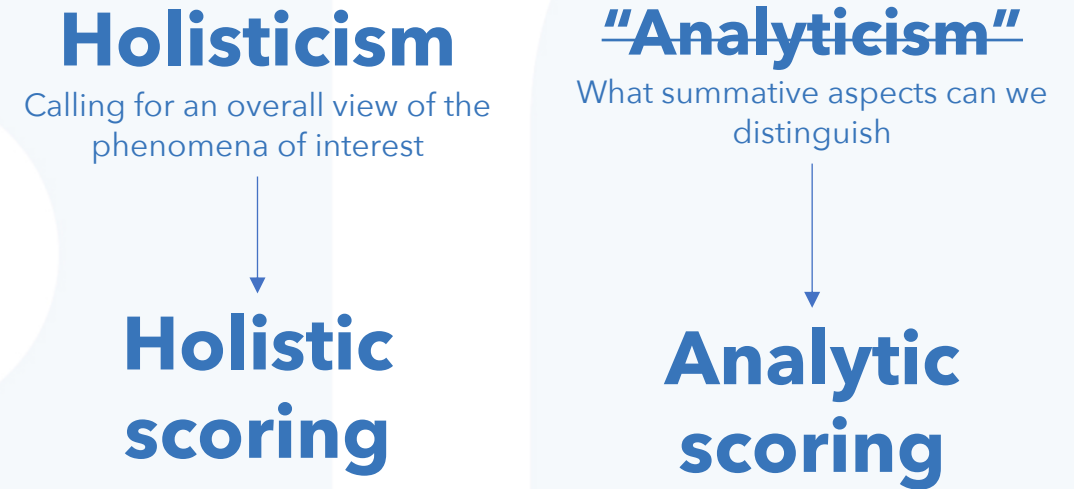 Holisticism
Calling for an overall view of the
phenomena of interest
Holistic
scoring
“Analyticism”
What summative aspects can we
distinguish
Analytic
scoring